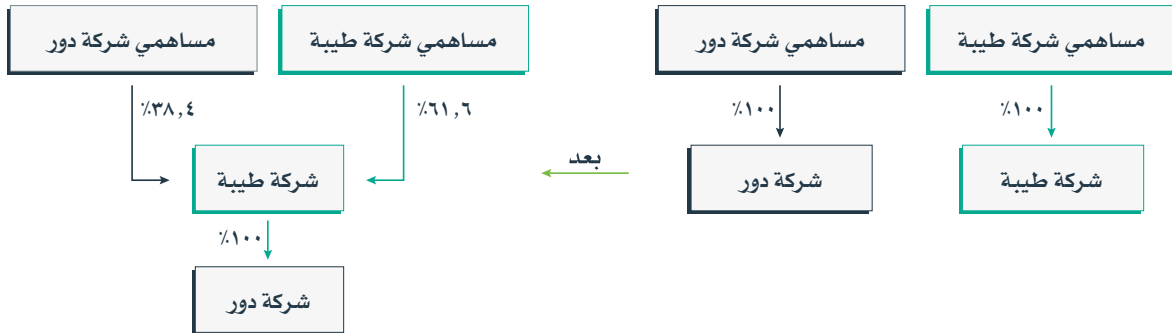 مساهمي شركة طيبة
مساهمي شركة دور
٪١٠٠
٪١٠٠
شركة طيبة
شركة دور
بعد
مساهمي شركة طيبة
مساهمي شركة دور
٪٦١,٦
٪٣٨,٤
شركة طيبة
٪١٠٠
شركة دور